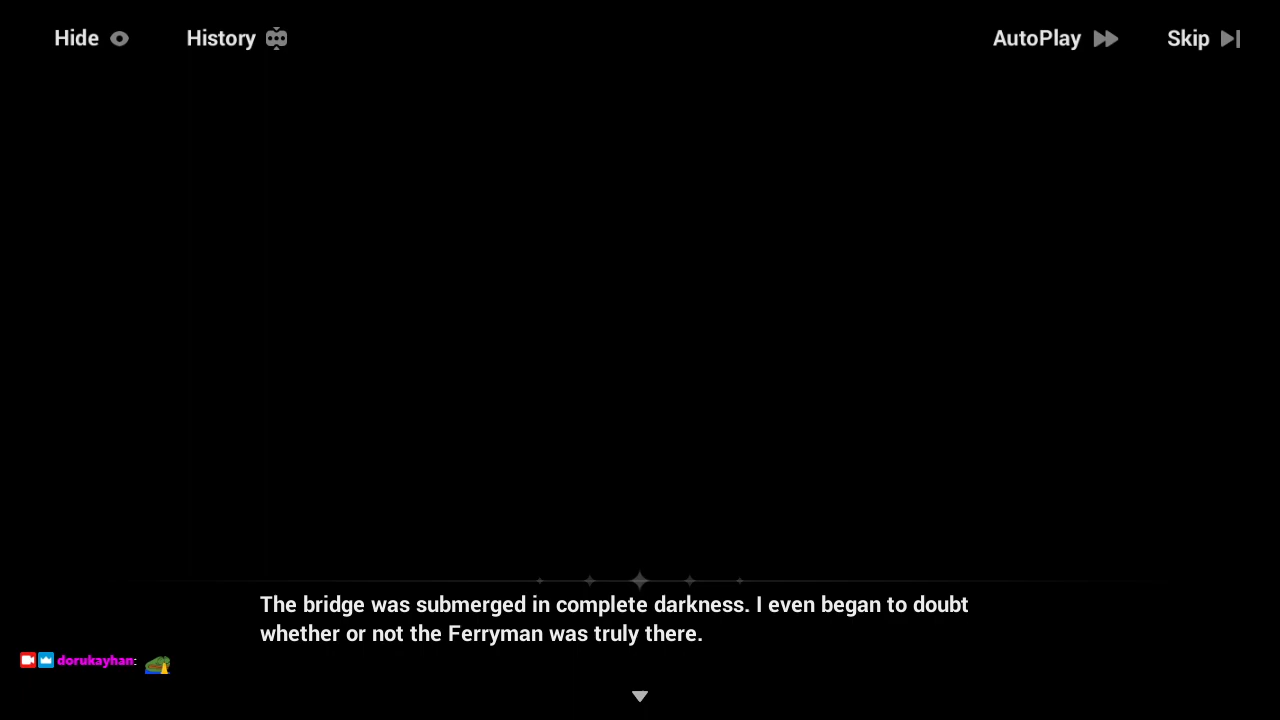 Hide
History
AutoPlay
Skip
The bridge was submerged in complete darkness. I even began to doubt
whether or not the Ferryman was truly there.
dorukayhan: